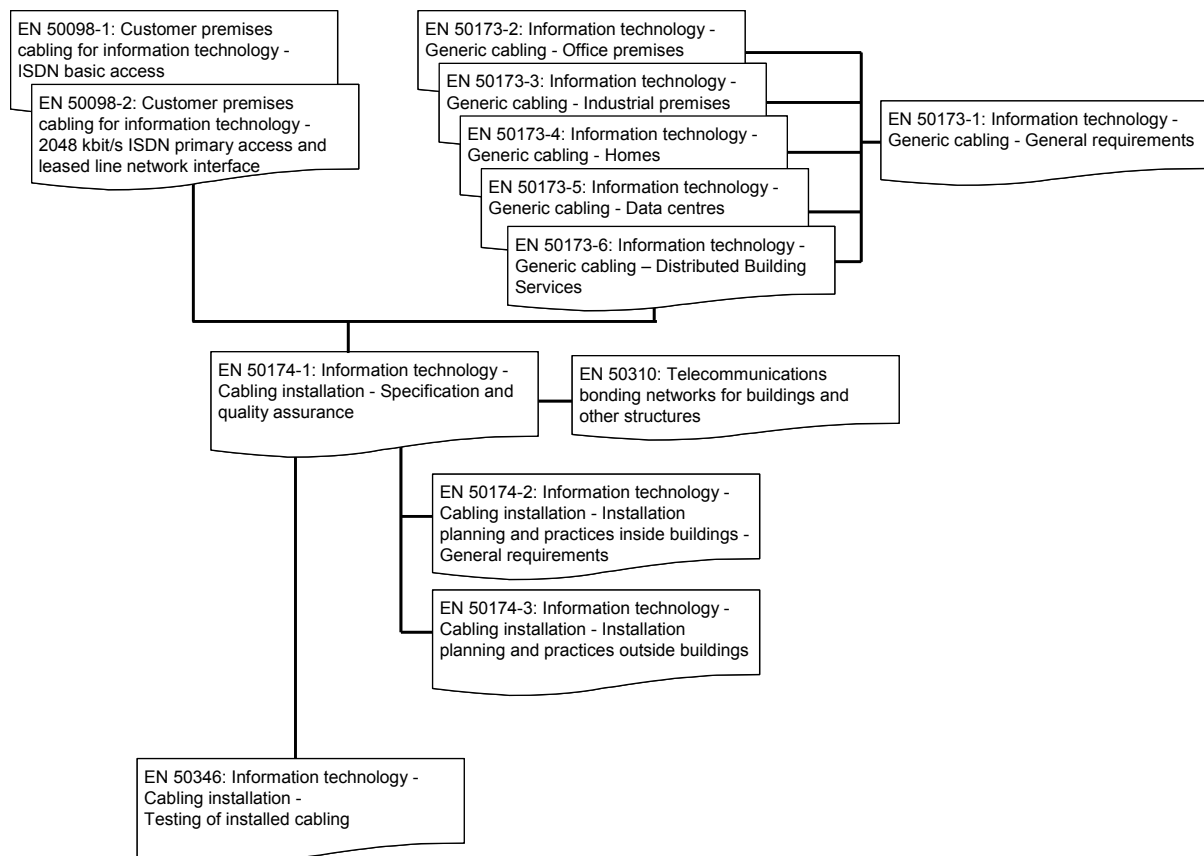 EN 50098-1: Customer premises
cabling for information technology -
ISDN basic access
EN 50098-2: Customer premises
cabling for information technology -
2048 kbit/s ISDN primary access and
leased line network interface
EN 50173-2: Information technology -
Generic cabling - Office premises
EN 50173-3: Information technology -
Generic cabling - Industrial premises
EN 50173-4: Information technology -
Generic cabling - Homes
EN 50173-5: Information technology -
Generic cabling - Data centres
EN 50173-6: Information technology -
Generic cabling – Distributed Building
Services
EN 50173-1: Information technology -
Generic cabling - General requirements
EN 50174-1: Information technology -
Cabling installation - Specification and
quality assurance
EN 50310: Telecommunications
bonding networks for buildings and
other structures
EN 50174-2: Information technology -
Cabling installation - Installation
planning and practices inside buildings -
General requirements
EN 50174-3: Information technology -
Cabling installation - Installation
planning and practices outside buildings
EN 50346: Information technology -
Cabling installation -
Testing of installed cabling